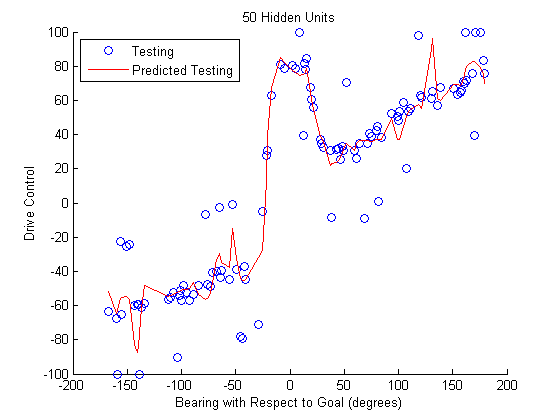 50 Hidden Units
Testing
Predicted Testing
100
80
60
40
20
0
-20
-40
-60
-80
-100
Drive Control
-200 -150 -100 -50 0 50 100 150 200
Bearing with Respect to Goal (degrees)